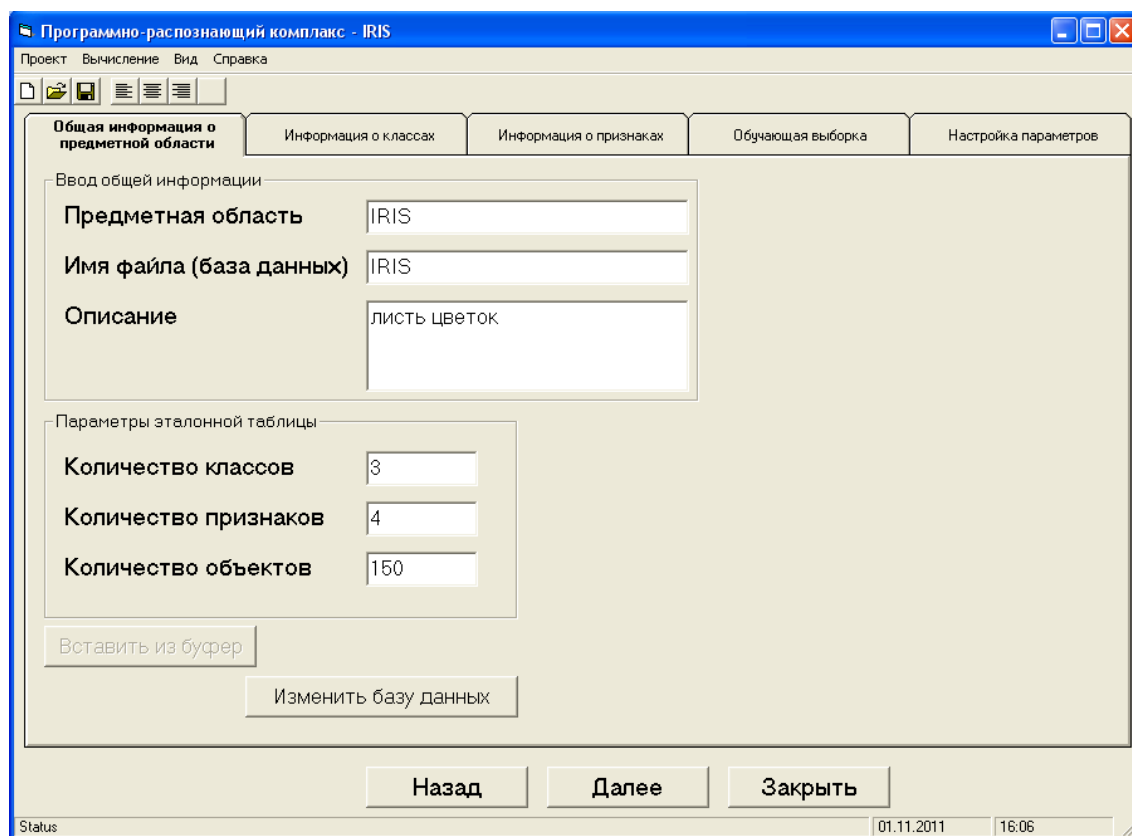 Программно-распознающий комплекс - IRIS
Проект Вычисление Вид Справка
Общая информация о предметной области
Информация о классах
Информация о признаках
Обучающая выборка
Настройка параметров
Ввод общей информации
Предметная область
IRIS
Имя файла (база данных)
IRIS
Описание
листь цветок
Параметры эталонной таблицы
Количество классов
3
Количество признаков
4
Количество объектов
150
Вставить из буфер
Изменить базу данных
Назад
Далее
Закрыть
Status
01.11.2011
16:06